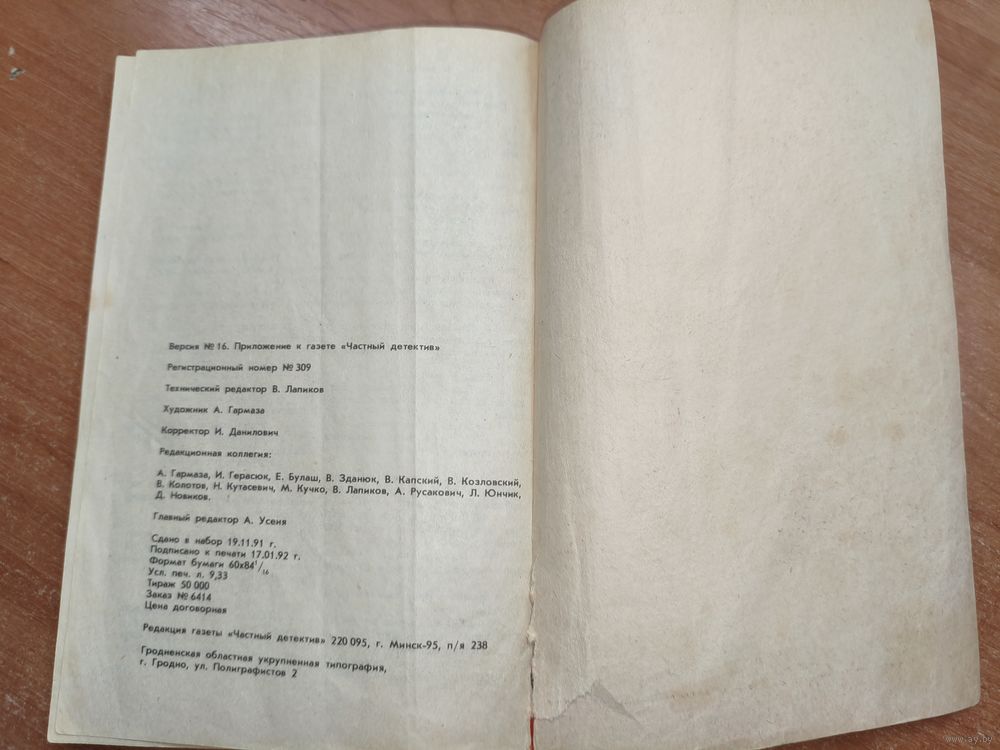 Версия № 16. Приложение к газете «Частный детектив»
Регистрационный номер № 309
Технический редактор В. Лапиков
Художник А. Гармаза
Корректор И. Данилович
Редакционная коллегия:
А. Гармаза, И. Герасюк, Е. Булаш, В. Зданюк, В. Капский, В. Козловский,
В. Колотов, Н. Кутасевич, М. Кучко, В. Лапиков, А. Русакович, Л. Юнчик,
Д. Новиков.
Главный редактор А. Усеня
Сдано в набор 19.11.91 г.
Подписано к печати 17.01.92 г.
Формат бумаги 60х84¹/₁₆
Усл. печ. л. 9,33
Тираж 50 000
Заказ № 6414
Цена договорная
Редакция газеты «Частный детектив» 220 095, г. Минск-95, п/я 238
Гродненская областная укрупненная типография,
г. Гродно, ул. Полиграфистов 2
www.ay.by